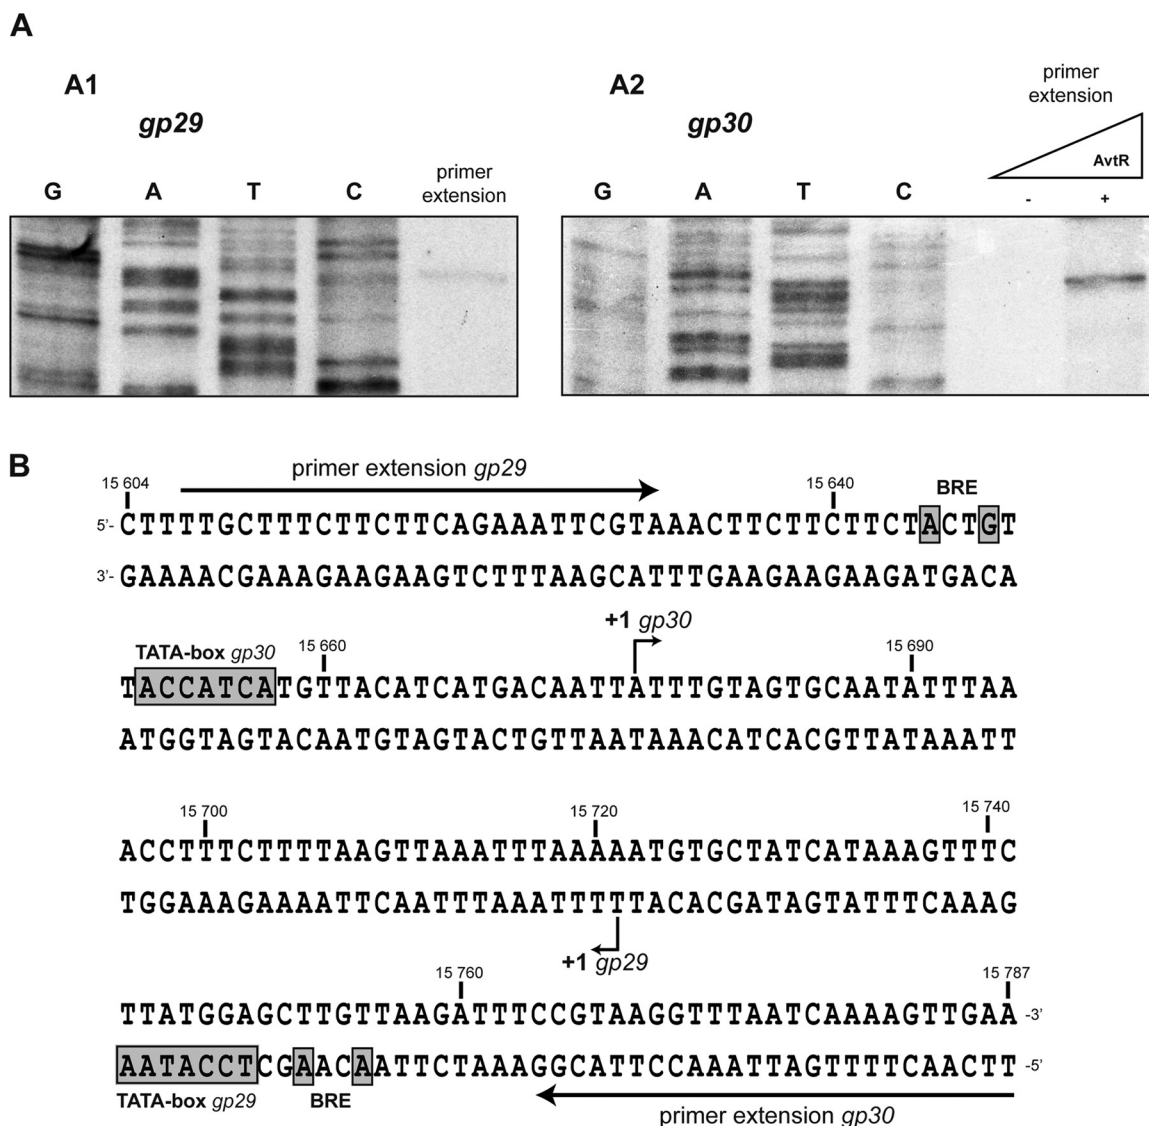 A
A1
gp29
G A T C primer extension
A2
gp30
G A T C primer extension
AvtR
- +
B
primer extension gp29
15 604 15 640 BRE
5'- CTTTTGCTTTCTTCTTCAGAAATTCGTAAACTTCTTCTTCTACTGT
3'- GAAAACGAAAGAAGAAGTCTTTAAGCATTTGAAGAAGAAGATGACA
+1 gp30
TATA-box gp30 15 660 15 690
TACCATCATGTTACATCATGACAATTATTTGTAGTGCAATATTTAA
ATGGTAGTACAATGTAGTACTGTTAATAAACATCACGTTATAAATT
15 700 15 720 15 740
ACCTTTCTTTTAAGTTAAATTTAAAAATGTGCTATCATAAAGTTTC
TGGAAAGAAAATTCAATTTAAATTTTTACACGATAGTATTTCAAAG
+1 gp29
15 760 15 787
TTATGGAGCTTGTTAAGATTTCCGTAAGGTTTAATCAAAAGTTGAA -3'
AATACCTCGAACAATTCTAAAGGCATTCCAAATTAGTTTTCAACTT -5'
TATA-box gp29 BRE
primer extension gp30